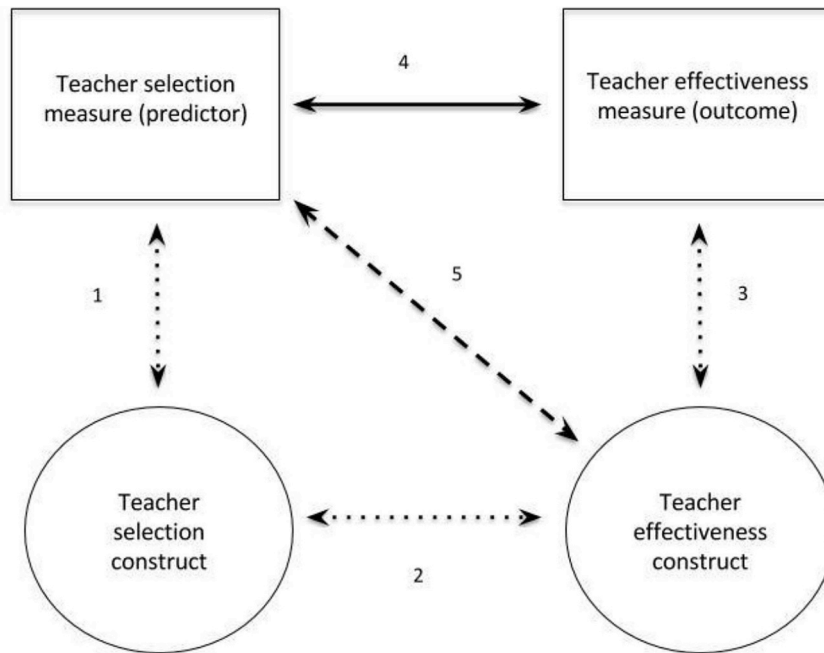 Teacher selection
measure (predictor)
4
Teacher effectiveness
measure (outcome)
1
5
3
Teacher
selection
construct
2
Teacher
effectiveness
construct